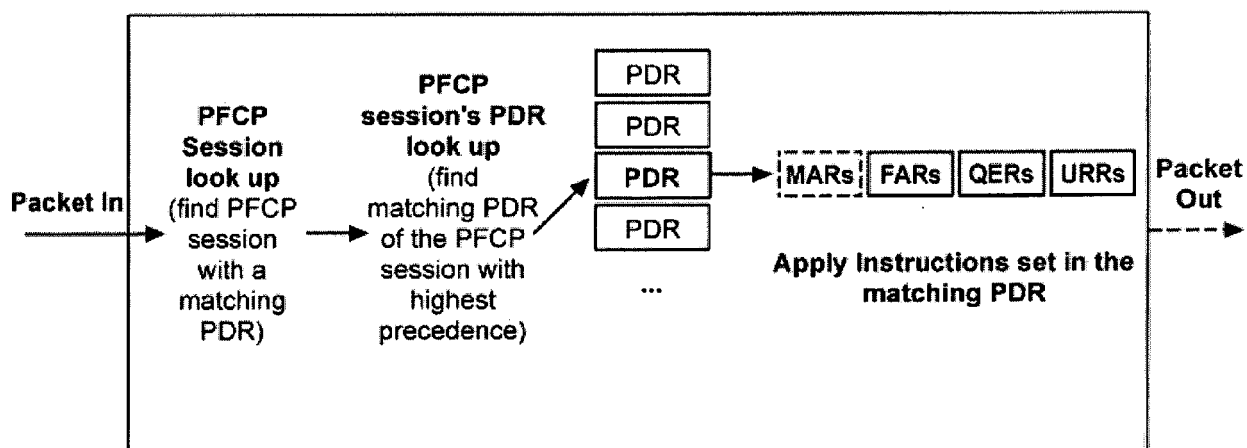 Packet In
PFCP
Session
look up
(find PFCP
session
with a
matching
PDR)
PFCP
session's PDR
look up
(find
matching PDR
of the PFCP
session with
highest
precedence)
PDR
PDR
PDR
PDR
...
MARs FARs QERs URRs
Apply Instructions set in the
matching PDR
Packet
Out